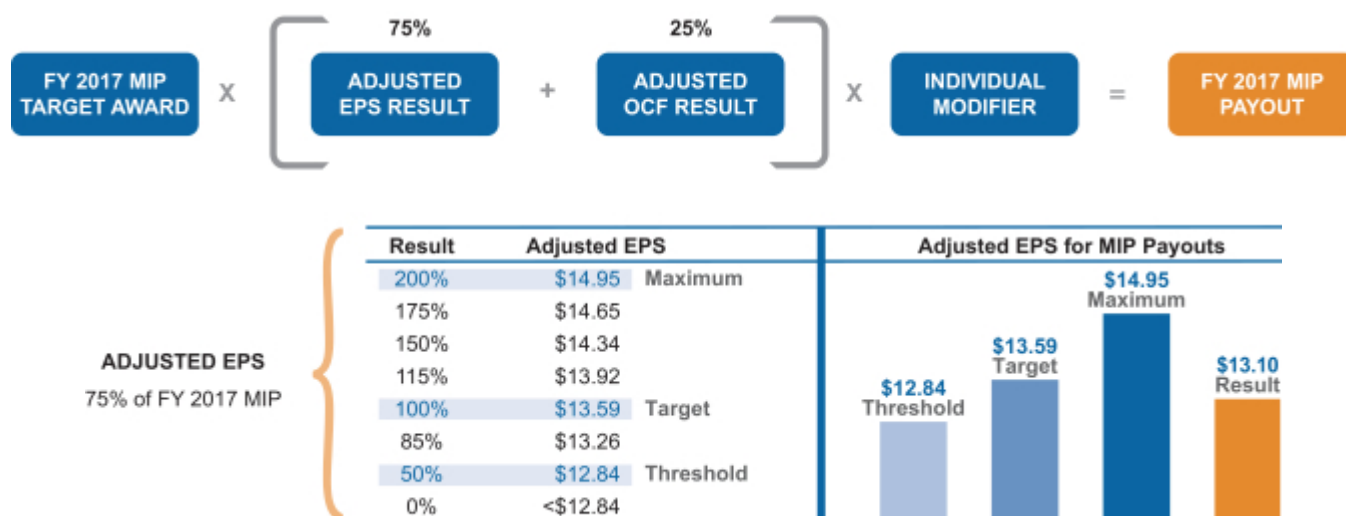 75% 25%
FY 2017 MIP
TARGET AWARD
X
ADJUSTED
EPS RESULT
+
ADJUSTED
OCF RESULT
X
INDIVIDUAL
MODIFIER
=
FY 2017 MIP
PAYOUT
ADJUSTED EPS
75% of FY 2017 MIP
Result Adjusted EPS
200% $14.95 Maximum
175% $14.65
150% $14.34
115% $13.92
100% $13.59 Target
85% $13.26
50% $12.84 Threshold
0% <$12.84
Adjusted EPS for MIP Payouts
$12.84
Threshold
$13.59
Target
$14.95
Maximum
$13.10
Result